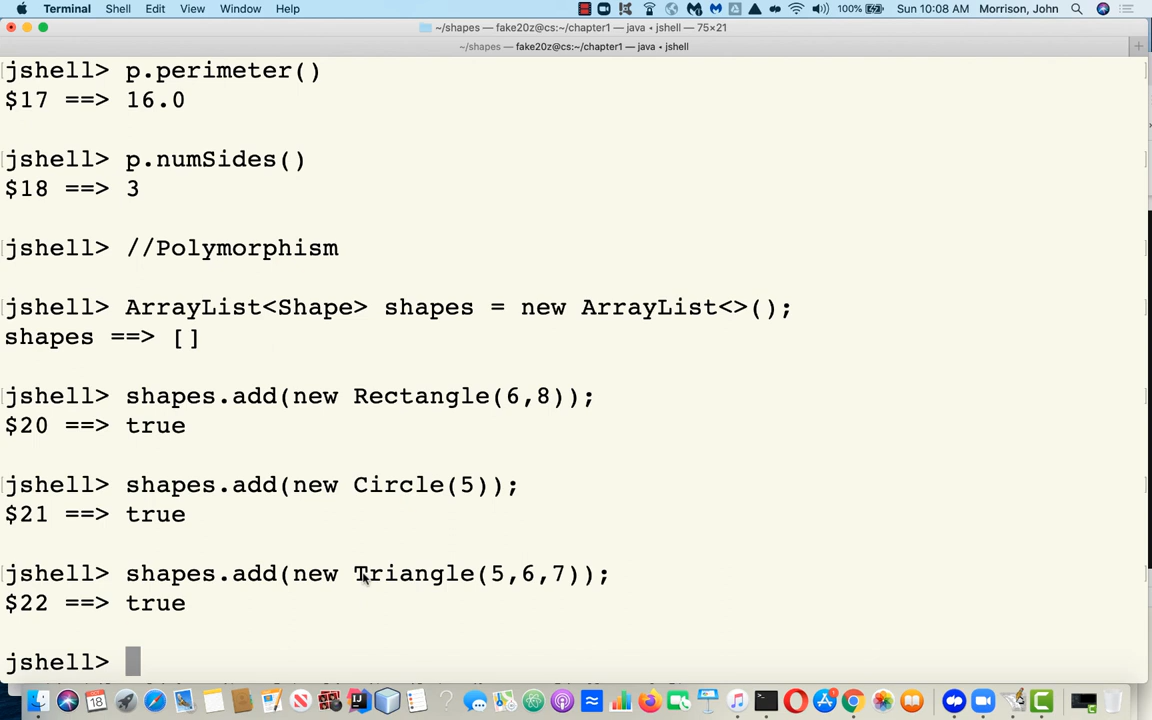 Terminal Shell Edit View Window Help 100% Sun 10:08 AM Morrison, John
~/shapes — fake20z@cs:~/chapter1 — java ◂ jshell — 75×21
~/shapes — fake20z@cs:~/chapter1 — java ◂ jshell
jshell> p.perimeter()
$17 ==> 16.0
jshell> p.numSides()
$18 ==> 3
jshell> //Polymorphism
jshell> ArrayList<Shape> shapes = new ArrayList<>();
shapes ==> []
jshell> shapes.add(new Rectangle(6,8));
$20 ==> true
jshell> shapes.add(new Circle(5));
$21 ==> true
jshell> shapes.add(new Triangle(5,6,7));
$22 ==> true
jshell>